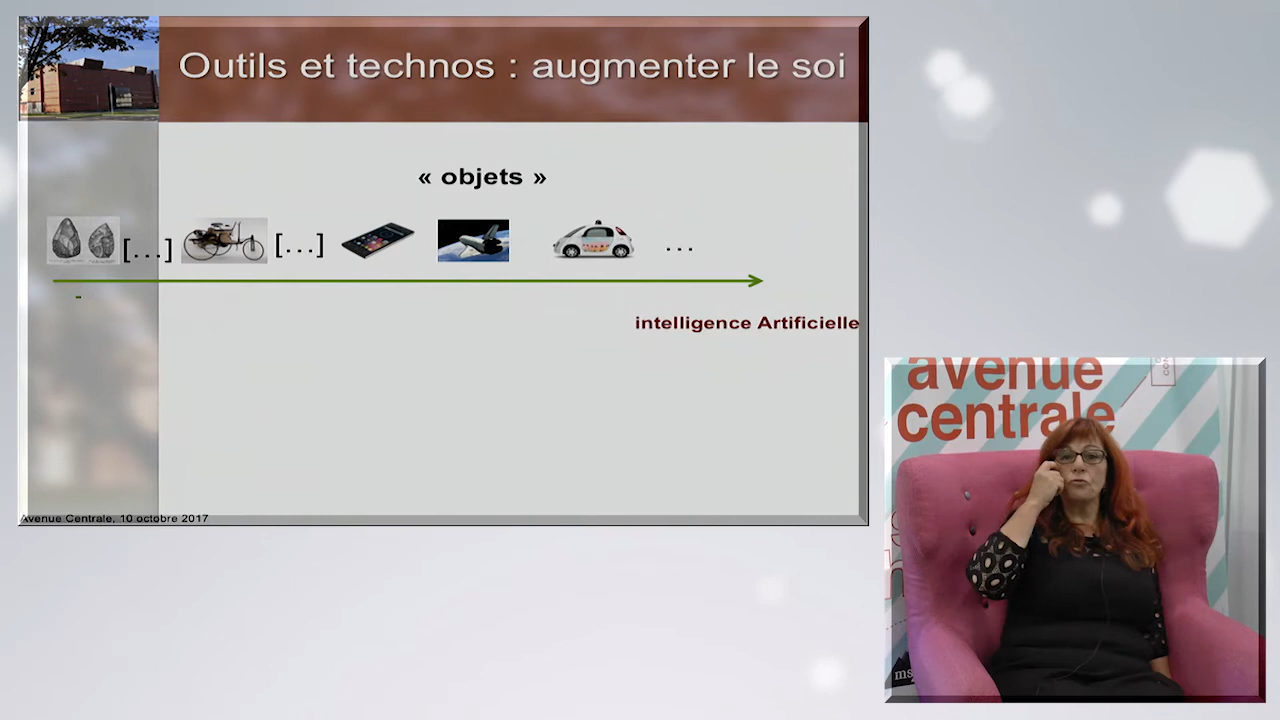 Outils et technos : augmenter le soi
« objets »
[...]
[...]
...
intelligence Artificielle
Avenue Centrale, 10 octobre 2017
avenue
centrale